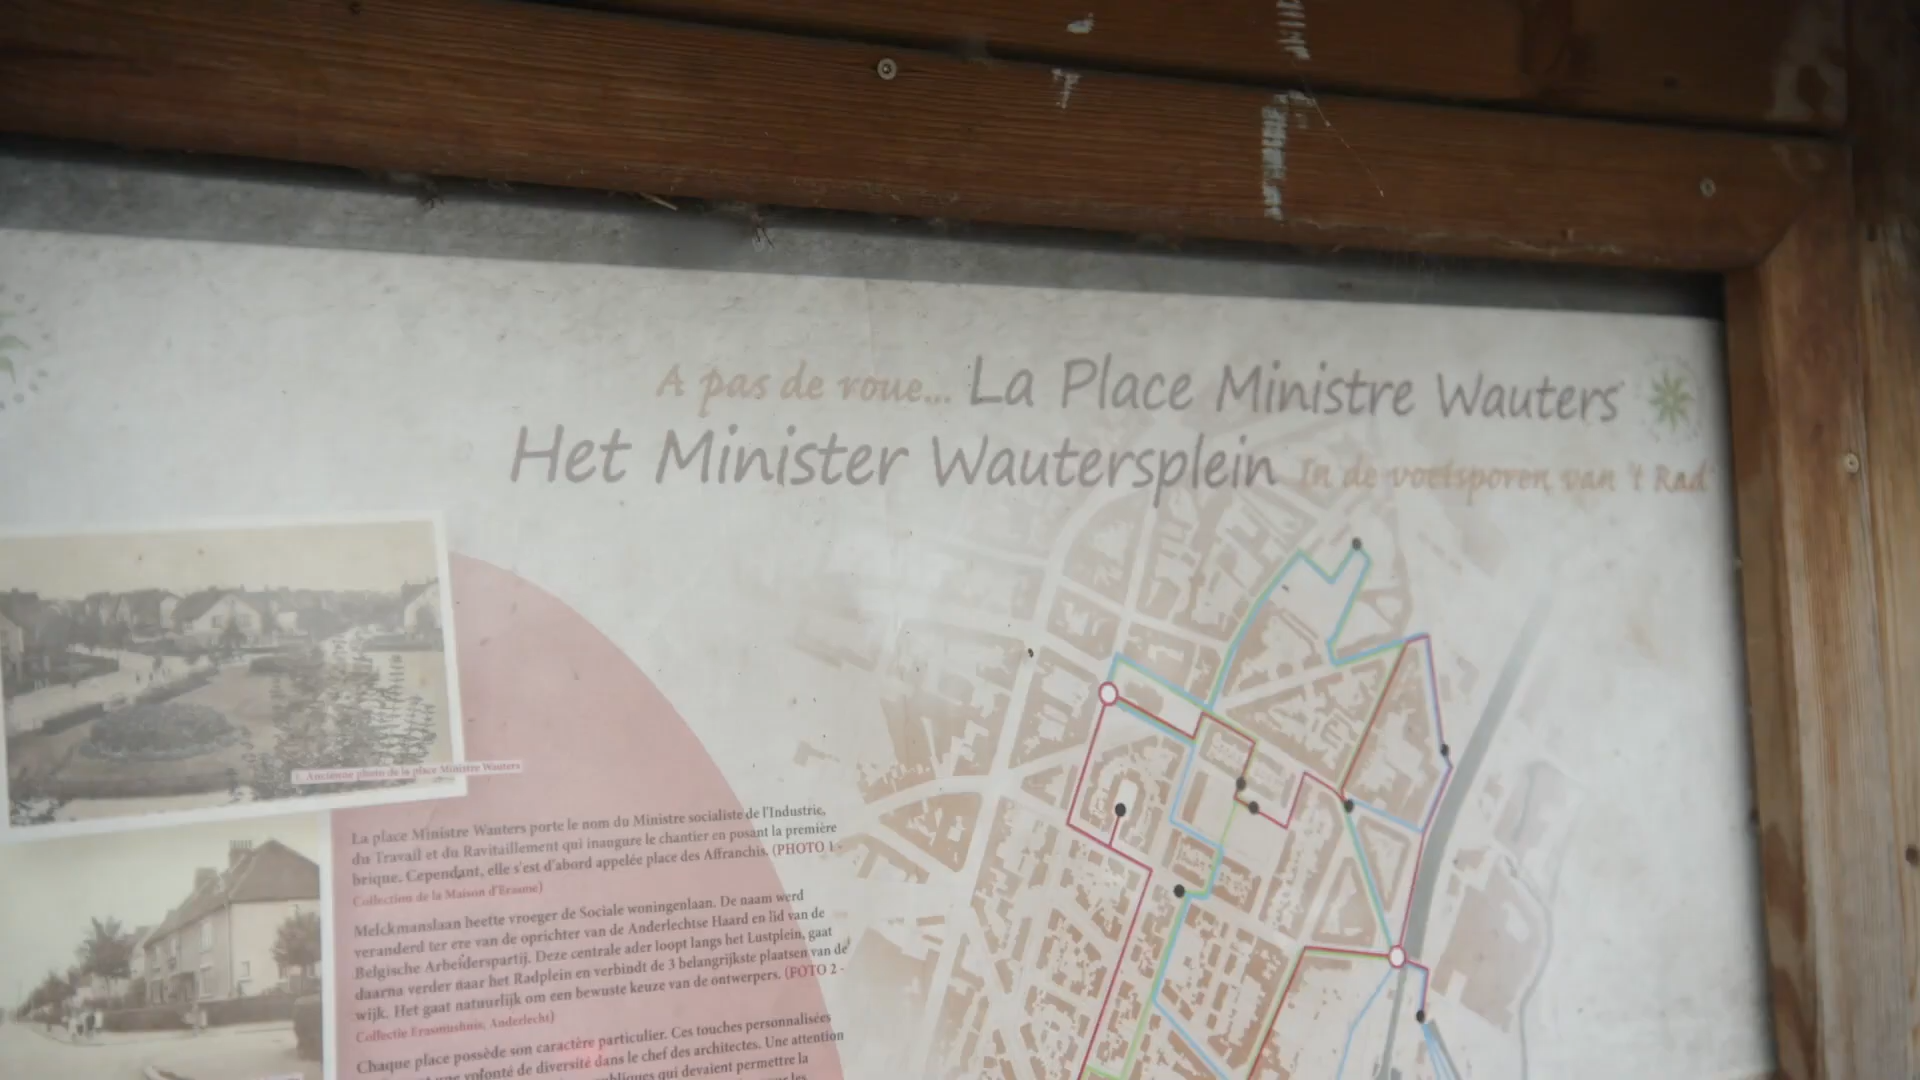 A pas de roue... La Place Ministre Wauters
Het Minister Wautersplein In de voetsporen van 't Rad
1. Ancienne photo de la place Ministre Wauters
La place Ministre Wauters porte le nom du Ministre socialiste de l'Industrie,
du Travail et du Ravitaillement qui inaugure le chantier en posant la première
brique. Cependant, elle s'est d'abord appelée place des Affranchis. (PHOTO 1 -
Collection de la Maison d'Erasme)
Melckmanslaan heette vroeger de Sociale woningenlaan. De naam werd
veranderd ter ere van de oprichter van de Anderlechtse Haard en lid van de
Belgische Arbeiderspartij. Deze centrale ader loopt langs het Lustplein, gaat
daarna verder naar het Radplein en verbindt de 3 belangrijkste plaatsen van de
wijk. Het gaat natuurlijk om een bewuste keuze van de ontwerpers. (FOTO 2 -
Collectie Erasmushuis, Anderlecht)
Chaque place possède son caractère particulier. Ces touches personnalisées
une volonté de diversité dans le chef des architectes. Une attention
qui devaient permettre la
les